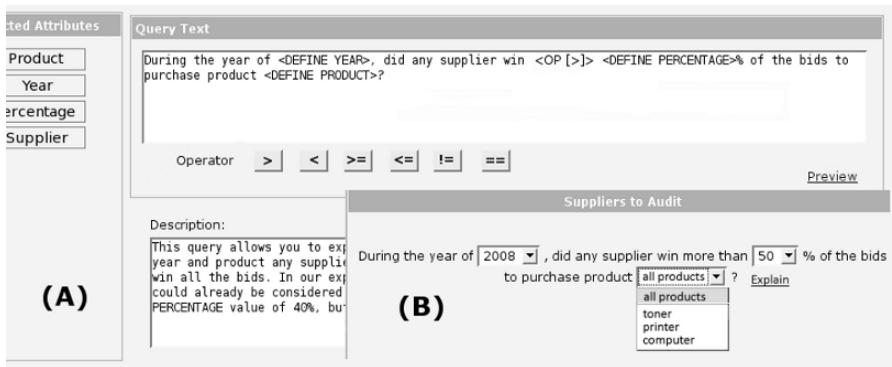 cted Attributes
Product
Year
ercentage
Supplier
(A)
Query Text
During the year of <DEFINE YEAR>, did any supplier win <OP [>]> <DEFINE PERCENTAGE>% of the bids to
purchase product <DEFINE PRODUCT>?
Operator > < >= <= != ==
Preview
Description:
This query allows you to exp
year and product any supplie
win all the bids. In our exp
could already be considered
PERCENTAGE value of 40%, bu
Suppliers to Audit
During the year of 2008 , did any supplier win more than 50 % of the bids
to purchase product all products ? Explain
all products
toner
printer
computer
(B)